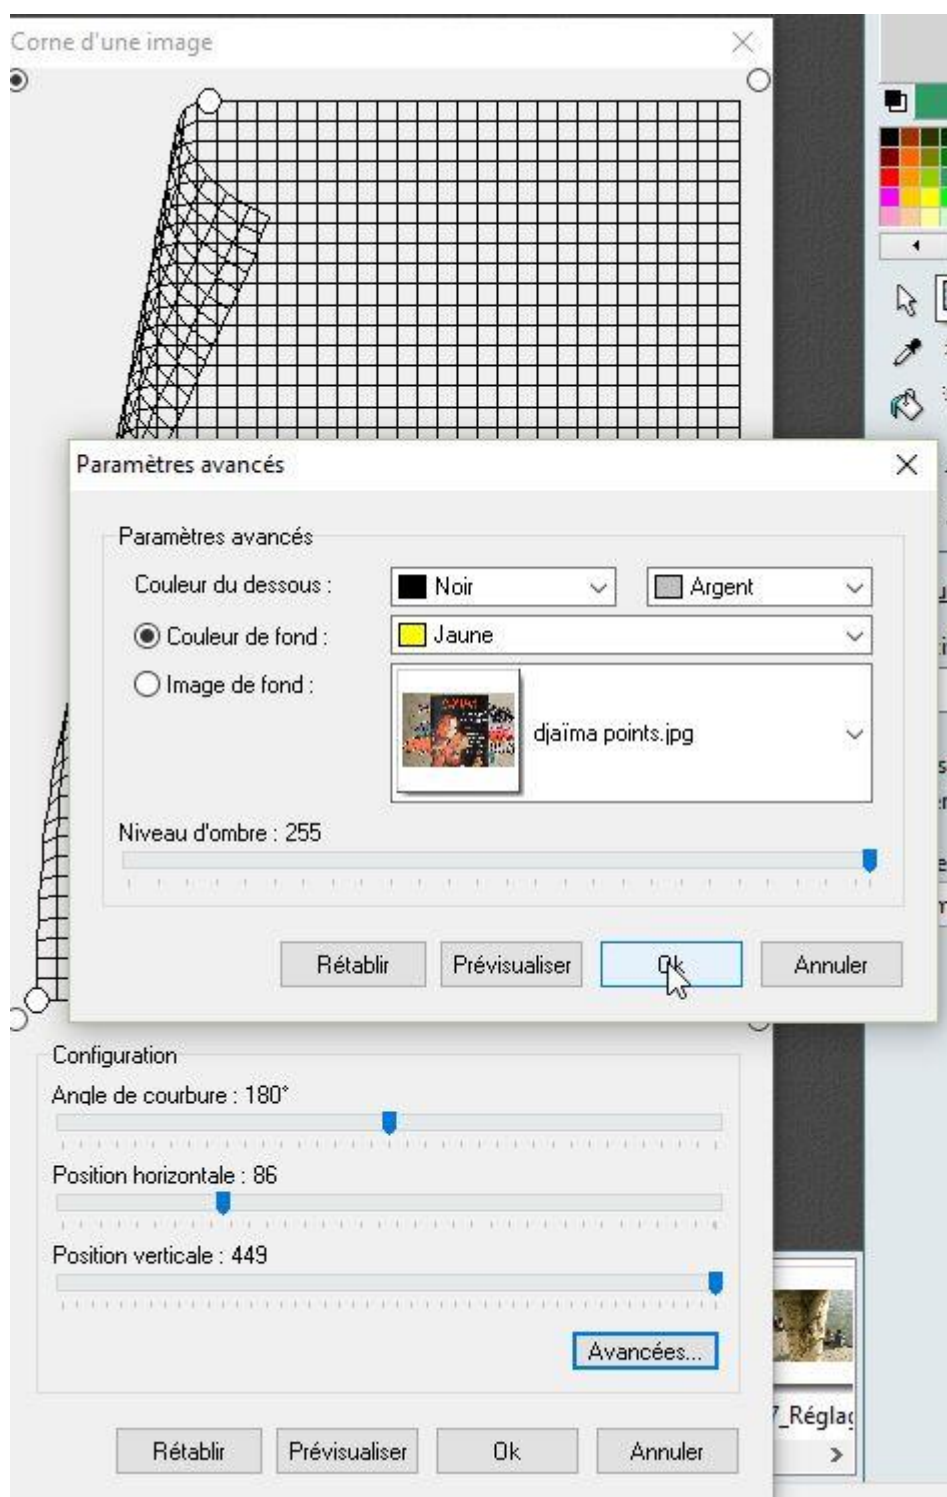 Corne d'une image
Paramètres avancés
Paramètres avancés
Couleur du dessous :
Noir
Argent
Couleur de fond :
Jaune
Image de fond :
djaïma points.jpg
Niveau d'ombre : 255
Rétablir
Prévisualiser
Ok
Annuler
Configuration
Angle de courbure : 180°
Position horizontale : 86
Position verticale : 449
Avancées...
7_Réglag
Rétablir
Prévisualiser
Ok
Annuler